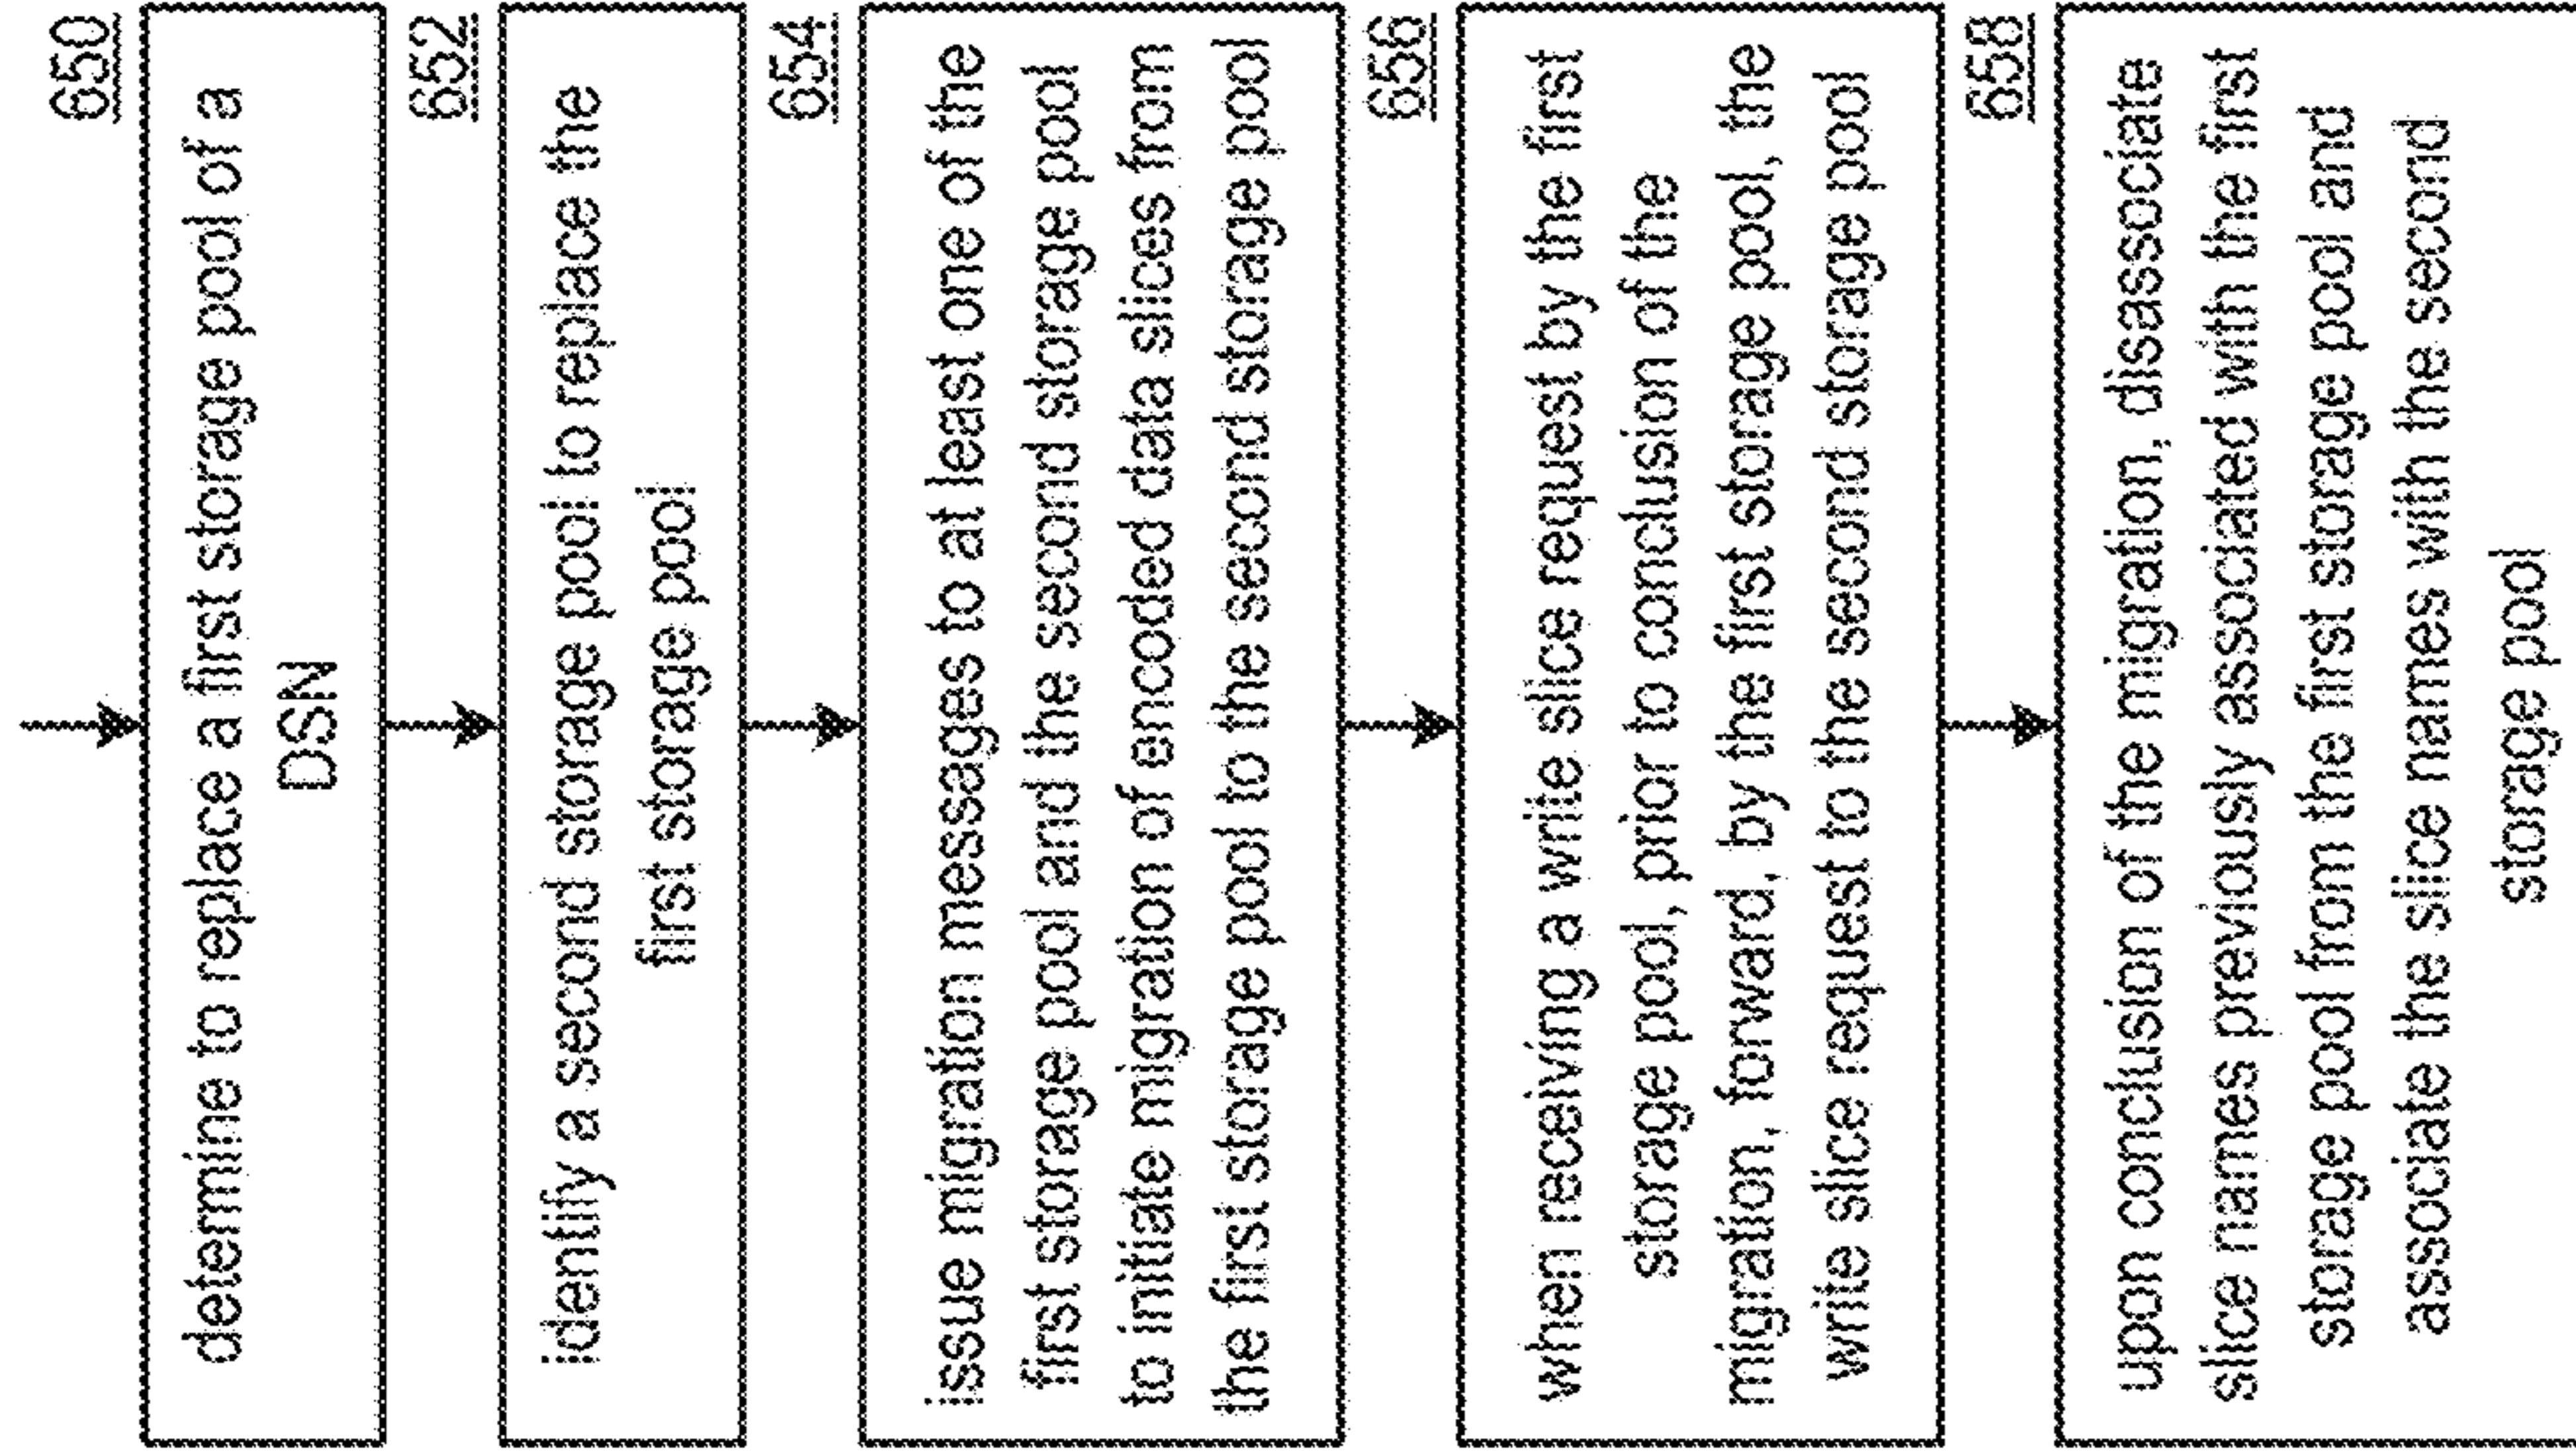 650
determine to replace a first storage pool of a
DSN
652
identify a second storage pool to replace the
first storage pool
654
issue migration messages to at least one of the
first storage pool and the second storage pool
to initiate migration of encoded data slices from
the first storage pool to the second storage pool
656
when receiving a write slice request by the first
storage pool, prior to conclusion of the
migration, forward, by the first storage pool, the
write slice request to the second storage pool
658
upon conclusion of the migration, disassociate
slice names previously associated with the first
storage pool from the first storage pool and
associate the slice names with the second
storage pool